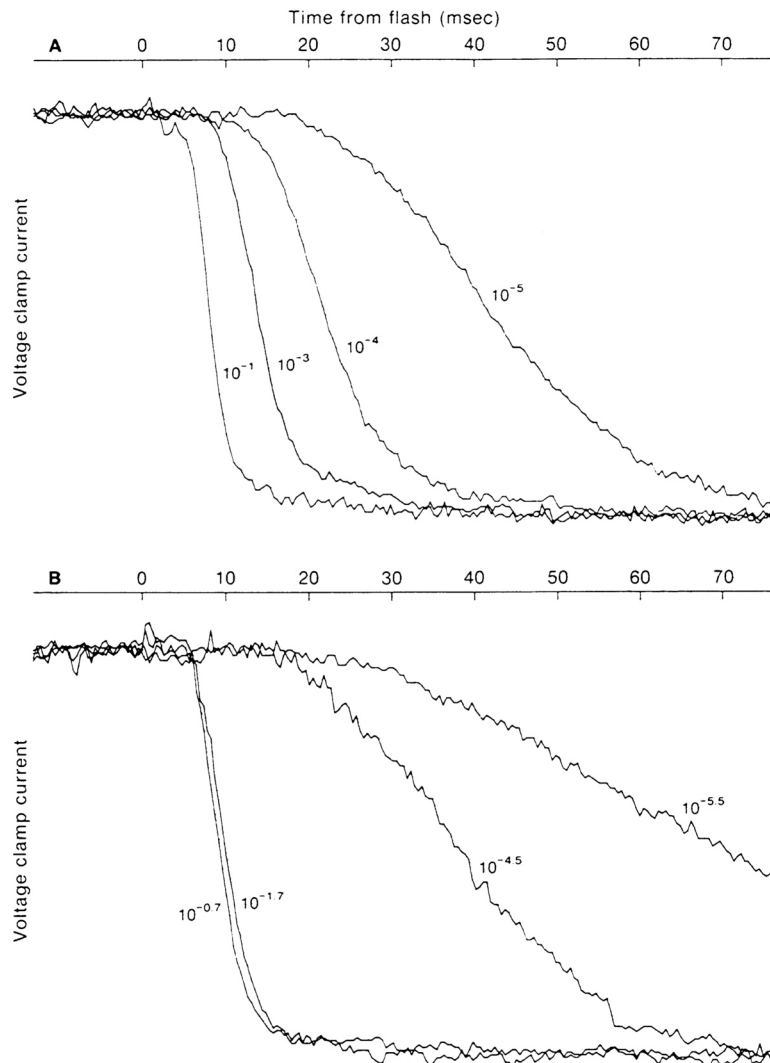 Time from flash (msec)
A 0 10 20 30 40 50 60 70
Voltage clamp current
10⁻¹
10⁻³
10⁻⁴
10⁻⁵
B 0 10 20 30 40 50 60 70
Voltage clamp current
10⁻⁰·⁷
10⁻¹·⁷
10⁻⁴·⁵
10⁻⁵·⁵